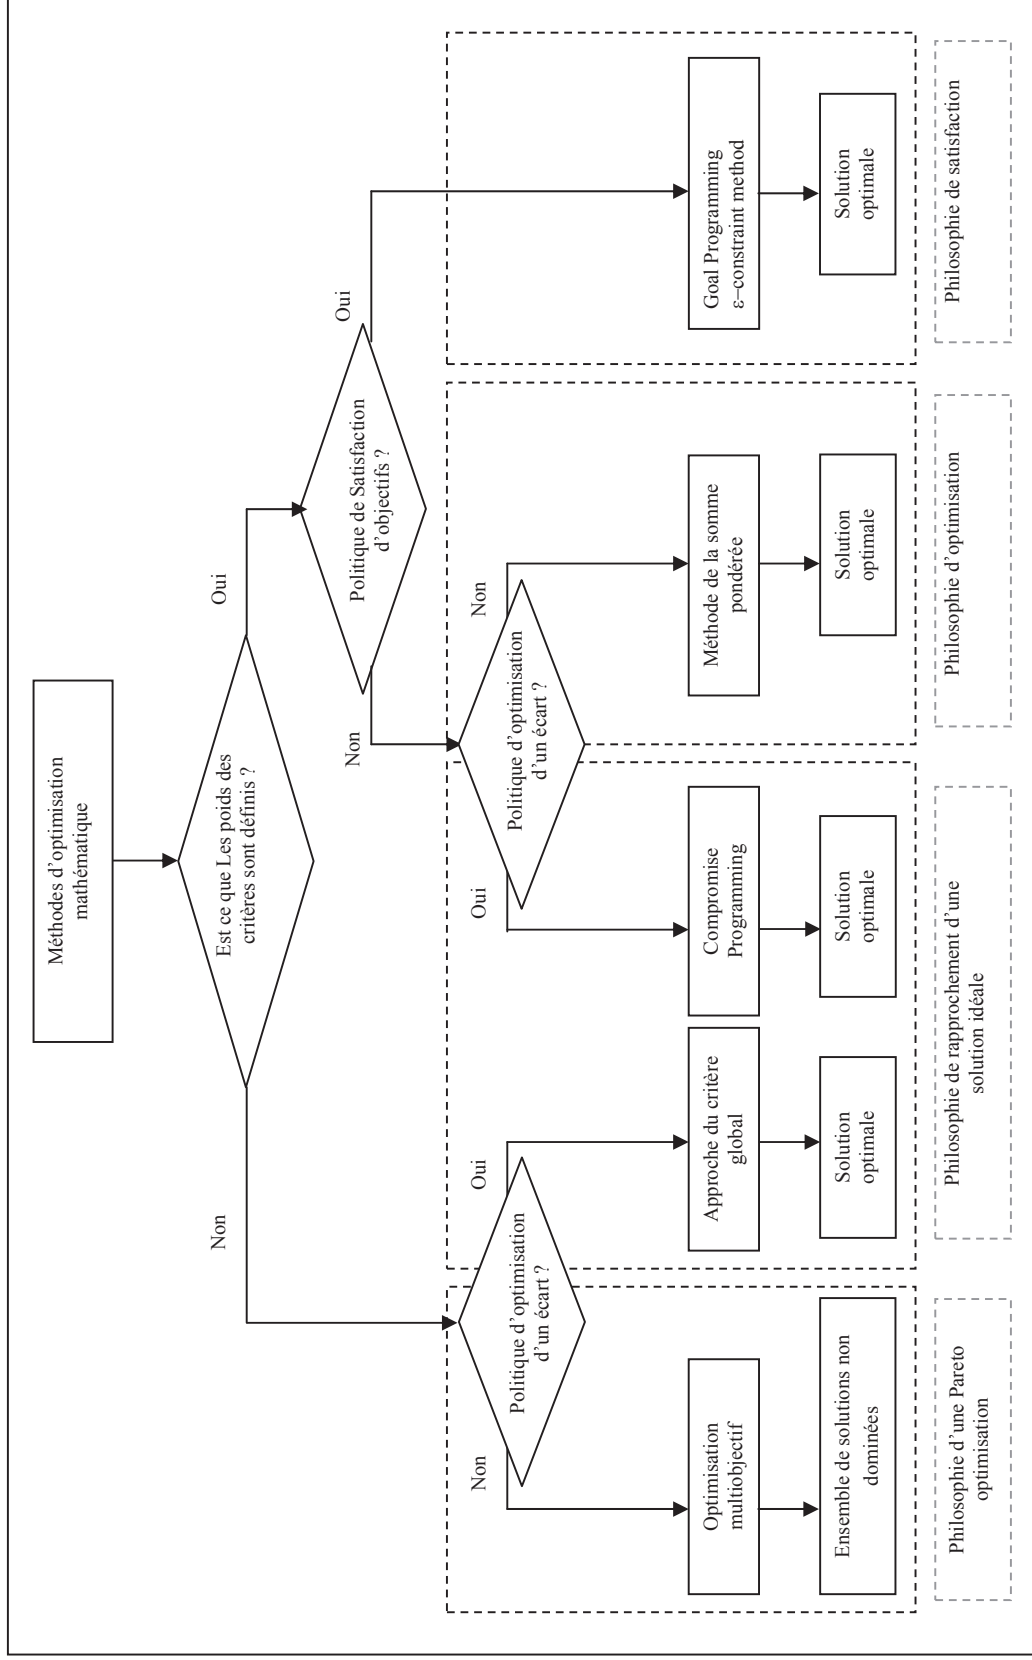 Méthodes d'optimisation
mathématique
Est ce que Les poids des
critères sont définis ?
Non
Oui
Politique de Satisfaction
d'objectifs ?
Non
Oui
Politique d'optimisation
d'un écart ?
Non
Oui
Politique d'optimisation
d'un écart ?
Oui
Non
Optimisation
multiobjectif
Approche du critère
global
Compromise
Programming
Méthode de la somme
pondérée
Goal Programming
ε–constraint method
Ensemble de solutions non
dominées
Solution
optimale
Solution
optimale
Solution
optimale
Solution
optimale
Philosophie d'une Pareto
optimisation
Philosophie de rapprochement d'une
solution idéale
Philosophie d'optimisation
Philosophie de satisfaction